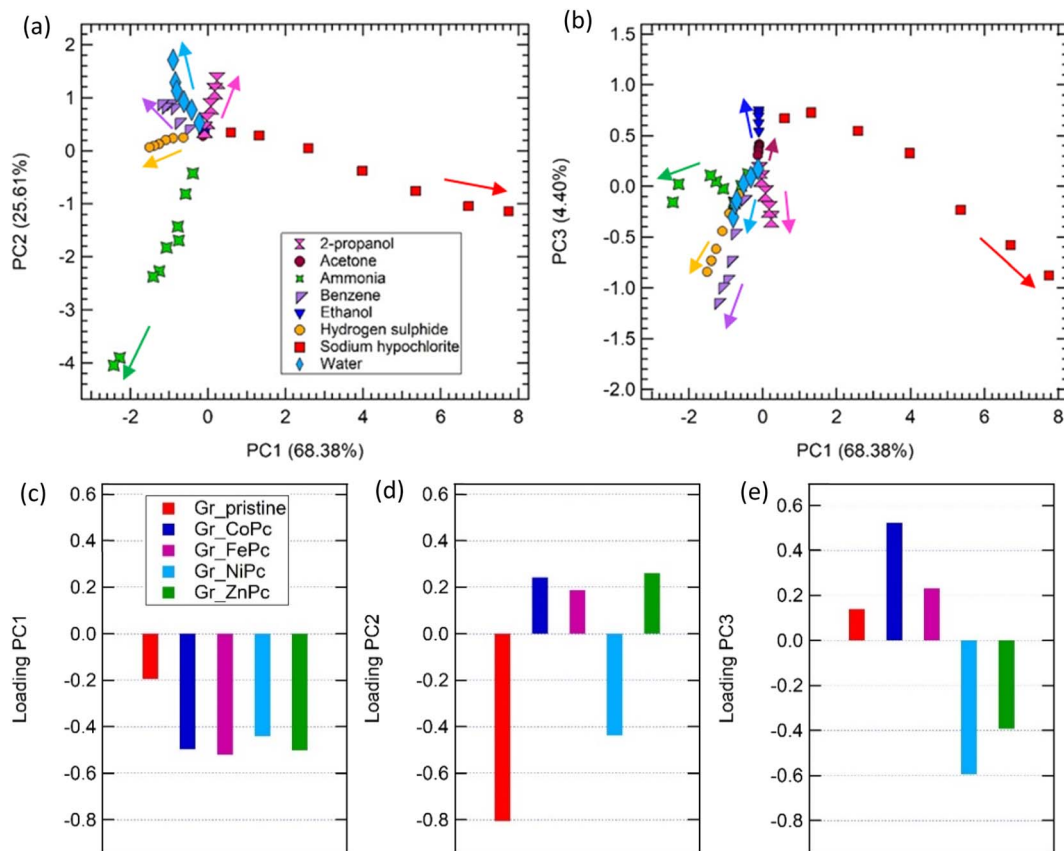 (a)
2
1
0
-1
-2
-3
-4
PC2 (25.61%)
-2 0 2 4 6 8
PC1 (68.38%)
2-propanol
Acetone
Ammonia
Benzene
Ethanol
Hydrogen sulphide
Sodium hypochlorite
Water
(b)
1.5
1.0
0.5
0.0
-0.5
-1.0
-1.5
-2.0
PC3 (4.40%)
-2 0 2 4 6 8
PC1 (68.38%)
(c)
0.6
0.4
0.2
0.0
-0.2
-0.4
-0.6
-0.8
Loading PC1
Gr_pristine
Gr_CoPc
Gr_FePc
Gr_NiPc
Gr_ZnPc
(d)
0.6
0.4
0.2
0.0
-0.2
-0.4
-0.6
-0.8
Loading PC2
(e)
0.6
0.4
0.2
0.0
-0.2
-0.4
-0.6
-0.8
Loading PC3